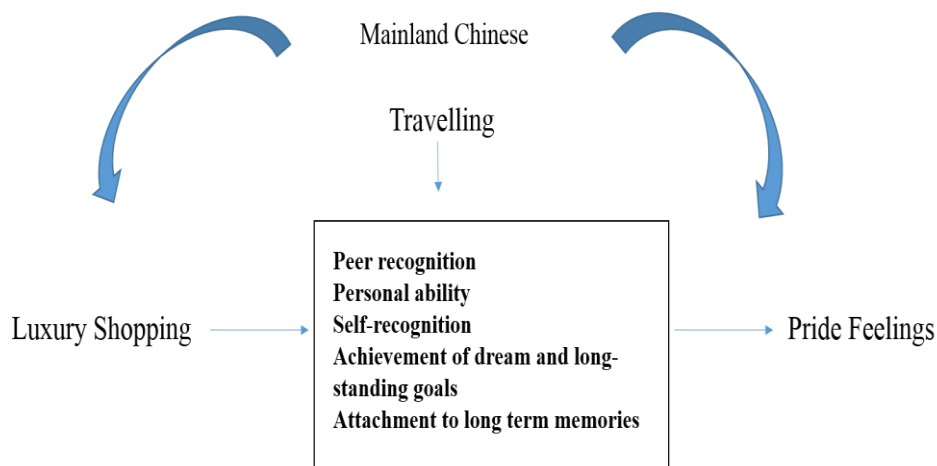 Mainland Chinese
Travelling
Peer recognition
Personal ability
Self-recognition
Achievement of dream and long-
standing goals
Attachment to long term memories
Luxury Shopping
Pride Feelings